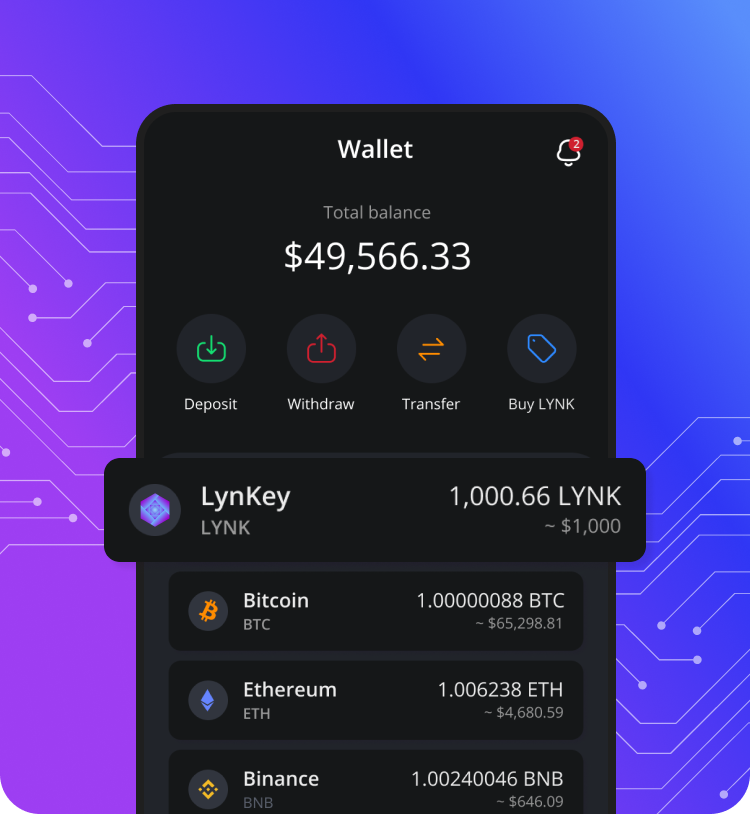 Wallet
2
Total balance
$49,566.33
Deposit Withdraw Transfer Buy LYNK
LynKey 1,000.66 LYNK
LYNK ~ $1,000
Bitcoin 1.00000088 BTC
BTC ~ $65,298.81
Ethereum 1.006238 ETH
ETH ~ $4,680.59
Binance 1.00240046 BNB
BNB ~ $646.09